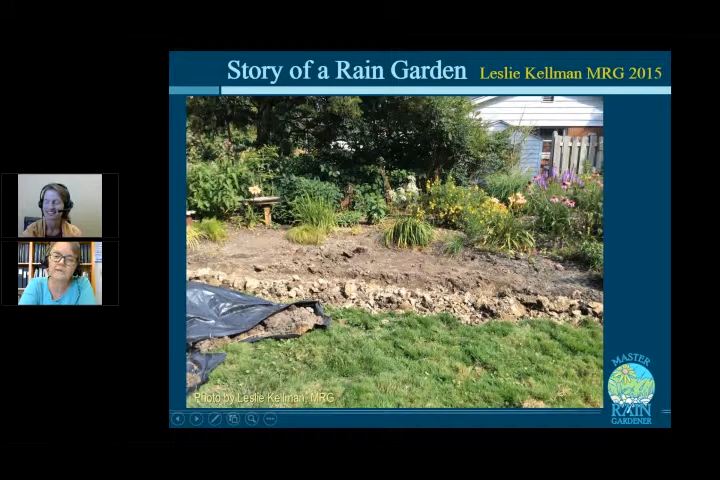 Story of a Rain Garden Leslie Kellman MRG 2015
Photo by Leslie Kellman, MRG
MASTER
RAIN
GARDENER